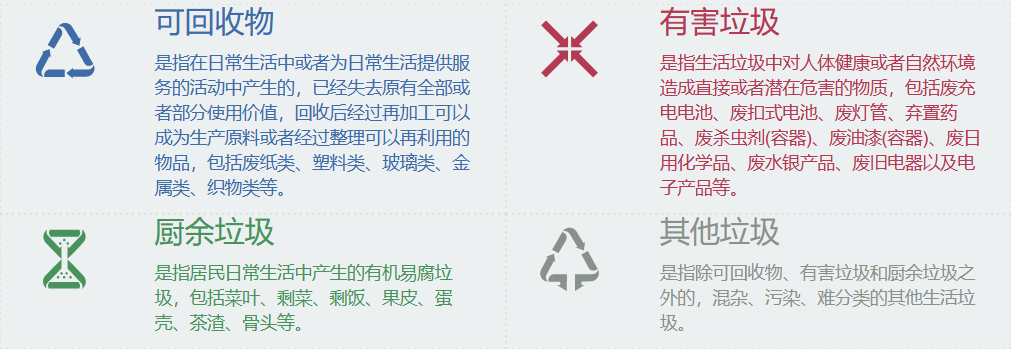 可回收物
是指在日常生活中或者为日常生活提供服
务的活动中产生的，已经失去原有全部或
者部分使用价值，回收后经过再加工可以
成为生产原料或者经过整理可以再利用的
物品，包括废纸类、塑料类、玻璃类、金
属类、织物类等。
有害垃圾
是指生活垃圾中对人体健康或者自然环境
造成直接或者潜在危害的物质，包括废充
电电池、废扣式电池、废灯管、弃置药
品、废杀虫剂(容器)、废油漆(容器)、废日
用化学品、废水银产品、废旧电器以及电
子产品等。
厨余垃圾
是指居民日常生活中产生的有机易腐垃
圾，包括菜叶、剩菜、剩饭、果皮、蛋
壳、茶渣、骨头等。
其他垃圾
是指除可回收物、有害垃圾和厨余垃圾之
外的，混杂、污染、难分类的其他生活垃
圾。